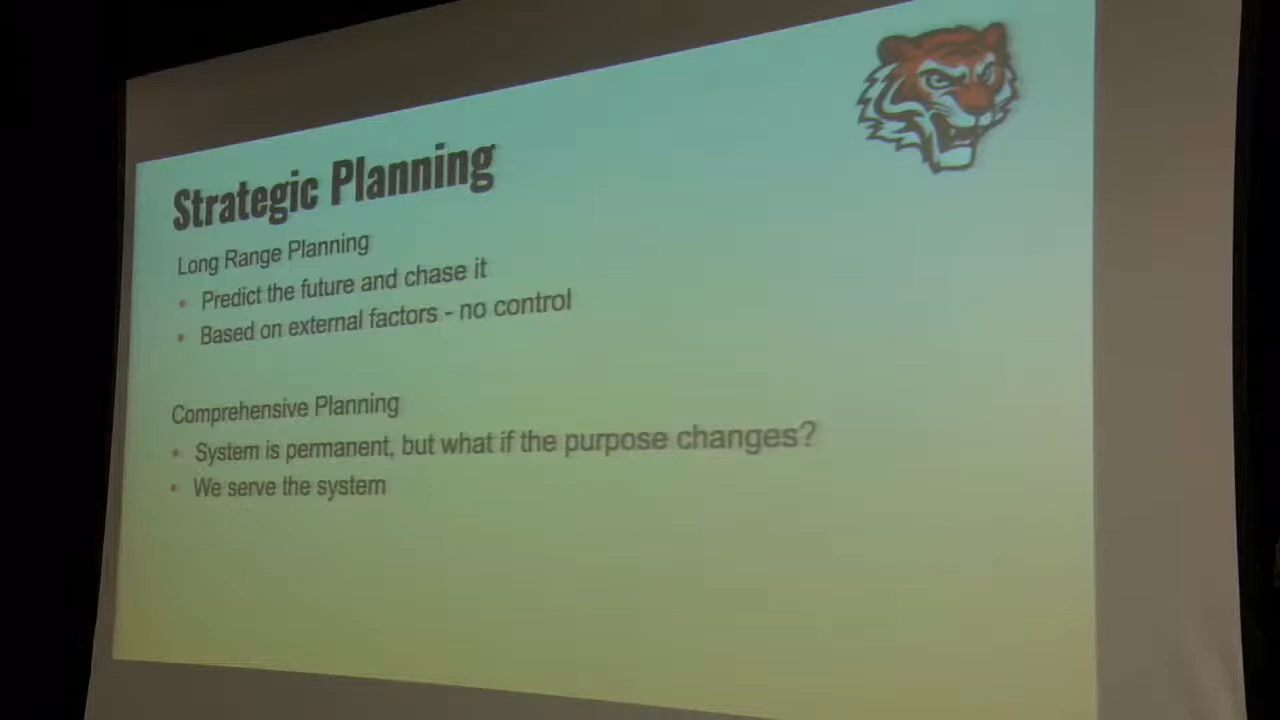 Strategic Planning
Long Range Planning
• Predict the future and chase it
• Based on external factors - no control
Comprehensive Planning
• System is permanent, but what if the purpose changes?
• We serve the system